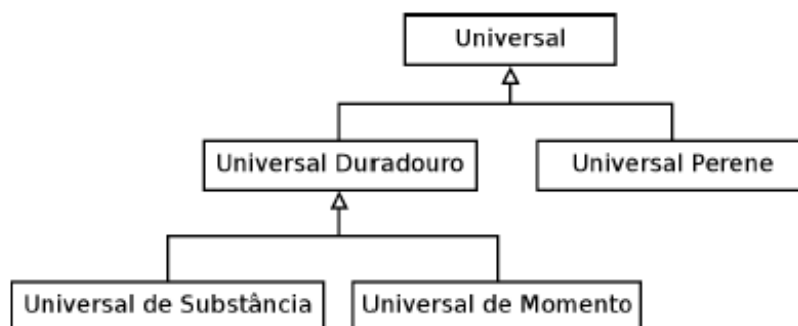 Universal
Universal Duradouro
Universal Perene
Universal de Substância
Universal de Momento